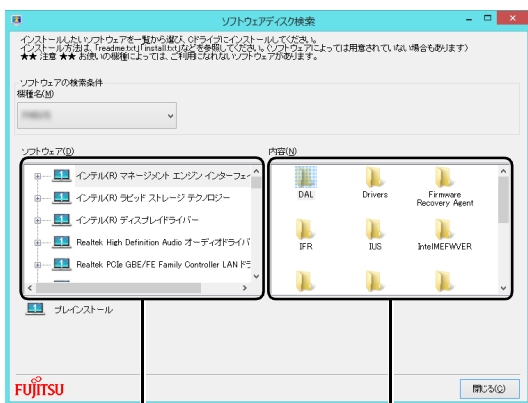 ソフトウェアディスク検索
インストールしたいソフトウェアを一覧から選び、Cドライブにインストールしてください。
インストール方法は、「readme.txt」「install.txt」などを参照してください。(ソフトウェアによっては用意されていない場合もあります)
★★ 注意 ★★ お使いの機種によっては、ご利用になれないソフトウェアがあります。
ソフトウェアの検索条件
機種名(M)
ソフトウェア(D)
内容(N)
インテル(R) マネージメント エンジン インターフェイ
インテル(R) ラピッド ストレージ テクノロジー
インテル(R) ディスプレイドライバー
Realtek High Definition Audio オーディオドライバ
Realtek PCIe GBE/FE Family Controller LANド
DAL
Drivers
Firmware
Recovery Agent
IFR
IUS
IntelMEFWVER
プレインストール
FUJITSU
閉じる(C)